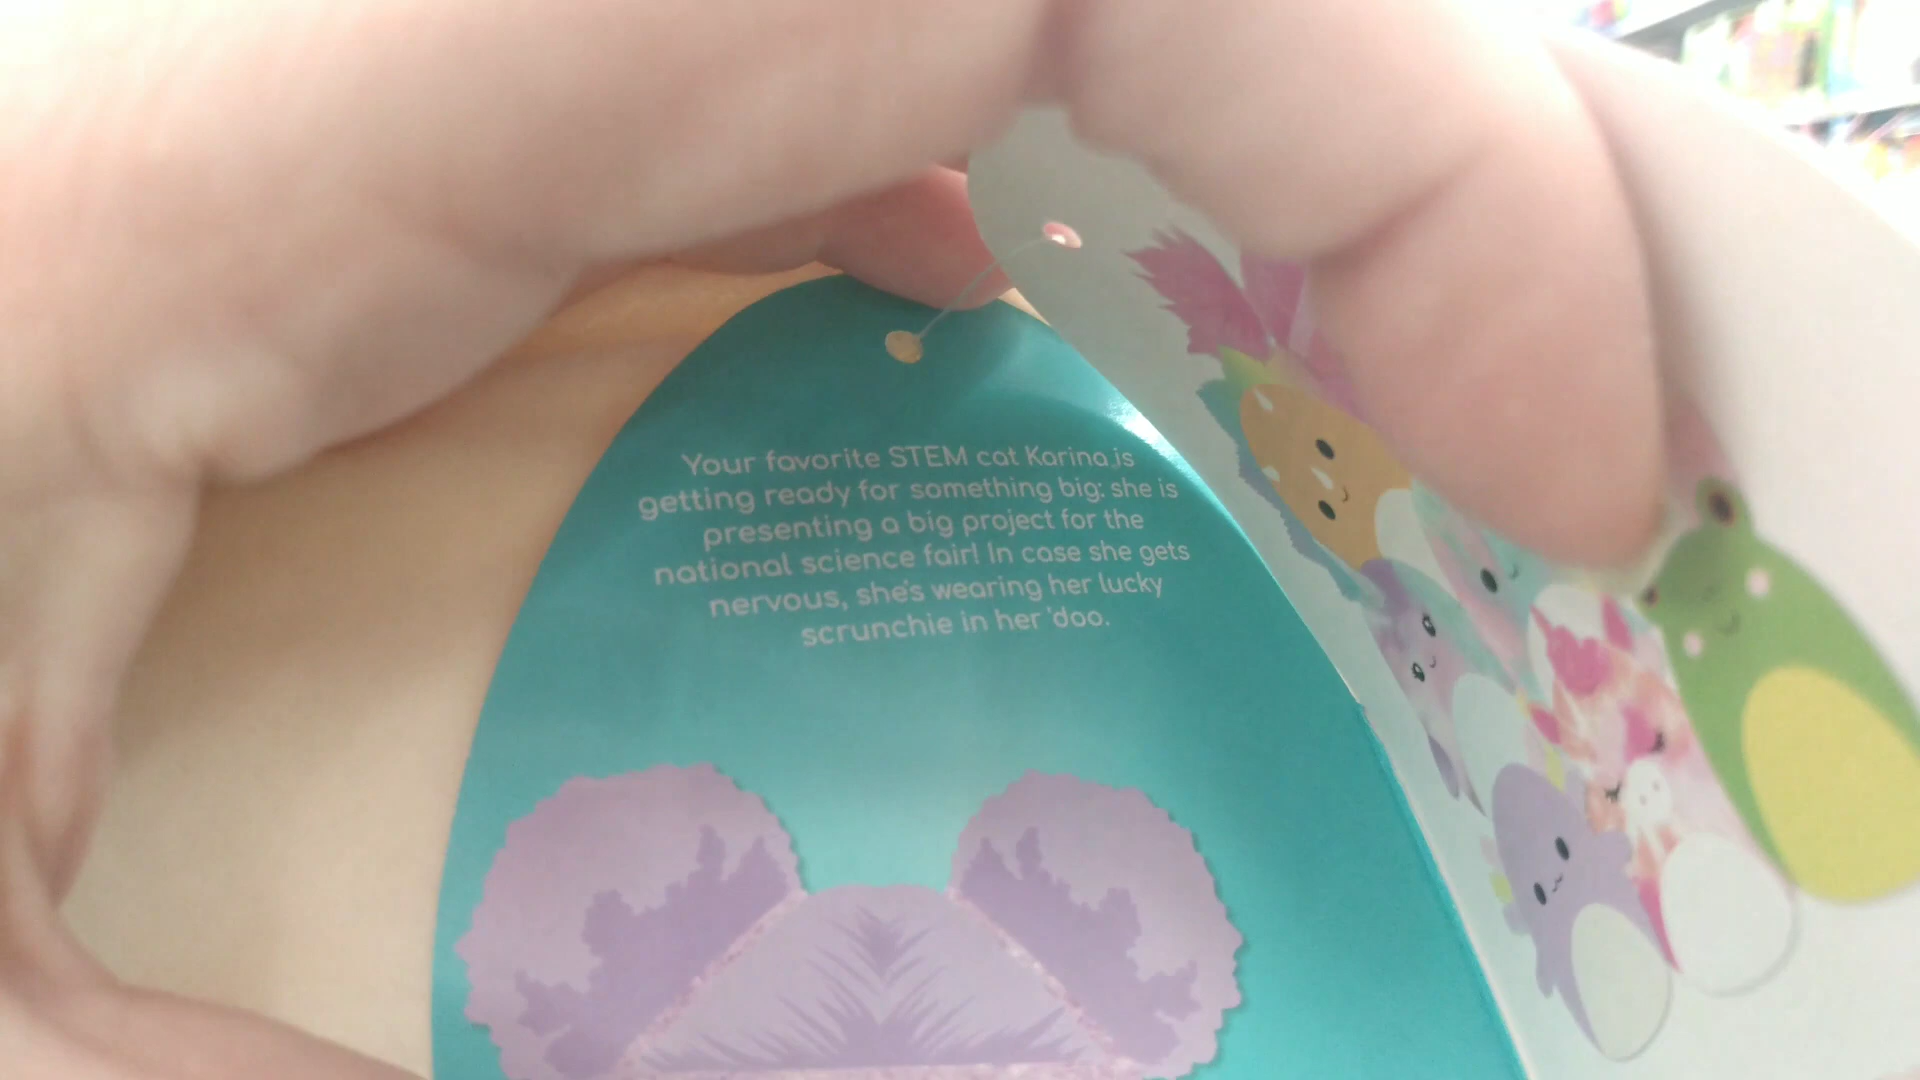 Your favorite STEM cat Karina is
getting ready for something big: she is
presenting a big project for the
national science fair! In case she gets
nervous, she's wearing her lucky
scrunchie in her 'doo.